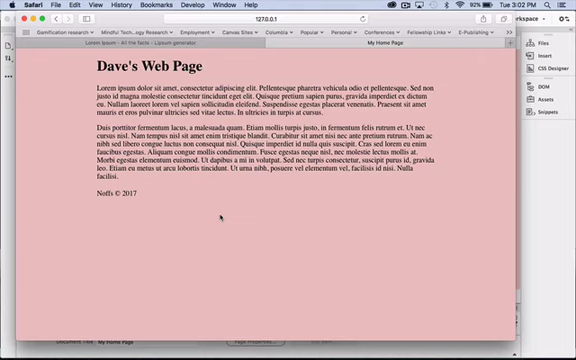 Safari File Edit View History Bookmarks Develop Window Help 92% Tue 3:02 PM
127.0.0.1
Gamification research Mindful Tech...ogy Research Employment Canvas Sites Columbia Popular Personal Conferences Fellowship Links E-Publishing
Lorem Ipsum - All the facts - Lipsum generator My Home Page
Dave's Web Page
Lorem ipsum dolor sit amet, consectetur adipiscing elit. Pellentesque pharetra vehicula odio et pellentesque. Sed non
justo id magna molestie consectetur tincidunt eget elit. Quisque pretium sapien purus, gravida imperdiet ex dictum
eu. Nullam laoreet lorem vel sapien sollicitudin eleifend. Suspendisse egestas placerat venenatis. Praesent sit amet
mauris et eros pulvinar ultricies sed vitae lectus. In ultricies in turpis at cursus.
Duis porttitor fermentum lacus, a malesuada quam. Etiam mollis turpis justo, in fermentum felis rutrum et. Ut nec
cursus nisl. Nam tempus nisl sit amet enim tristique blandit. Curabitur sit amet nisi nec ante pretium rutrum. Nam ac
nibh sed libero congue luctus non consequat nisl. Quisque imperdiet id nulla quis suscipit. Cras sed lorem eu enim
faucibus egestas. Aliquam congue mollis condimentum. Fusce egestas neque nisl, nec molestie lectus mollis at.
Morbi egestas elementum euismod. Ut dapibus a mi in volutpat. Sed nec turpis consectetur, suscipit purus id, gravida
leo. Etiam eu metus ut arcu lobortis tincidunt. Ut urna nibh, posuere vel elementum vel, facilisis id nisi. Nulla
facilisi.
Noffs © 2017
Files
CSS Designer
DOM
Assets
Snippets
Document Title My Home Page Page Properties...